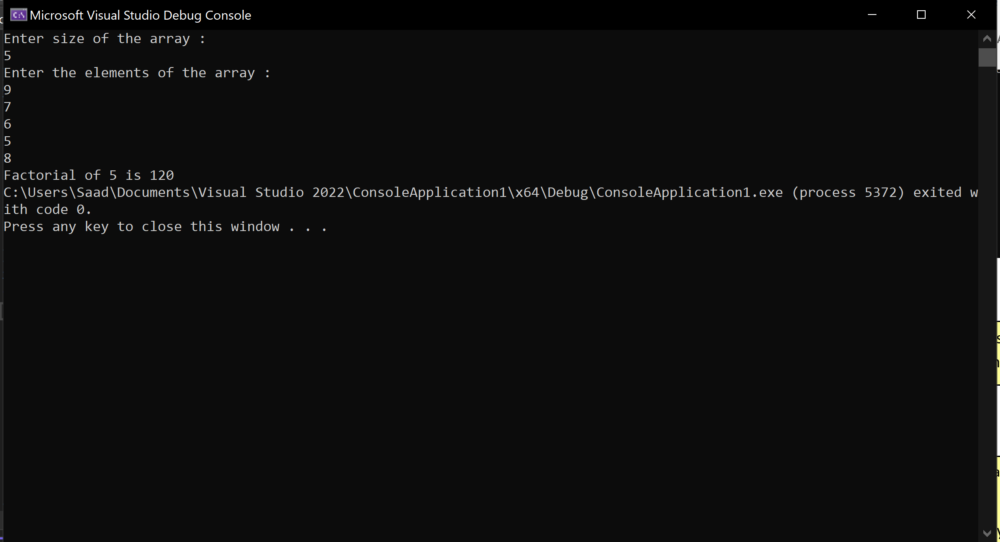 Microsoft Visual Studio Debug Console
Enter size of the array :
5
Enter the elements of the array :
9
7
6
5
8
Factorial of 5 is 120
C:\Users\Saad\Documents\Visual Studio 2022\ConsoleApplication1\x64\Debug\ConsoleApplication1.exe (process 5372) exited w
ith code 0.
Press any key to close this window . . .